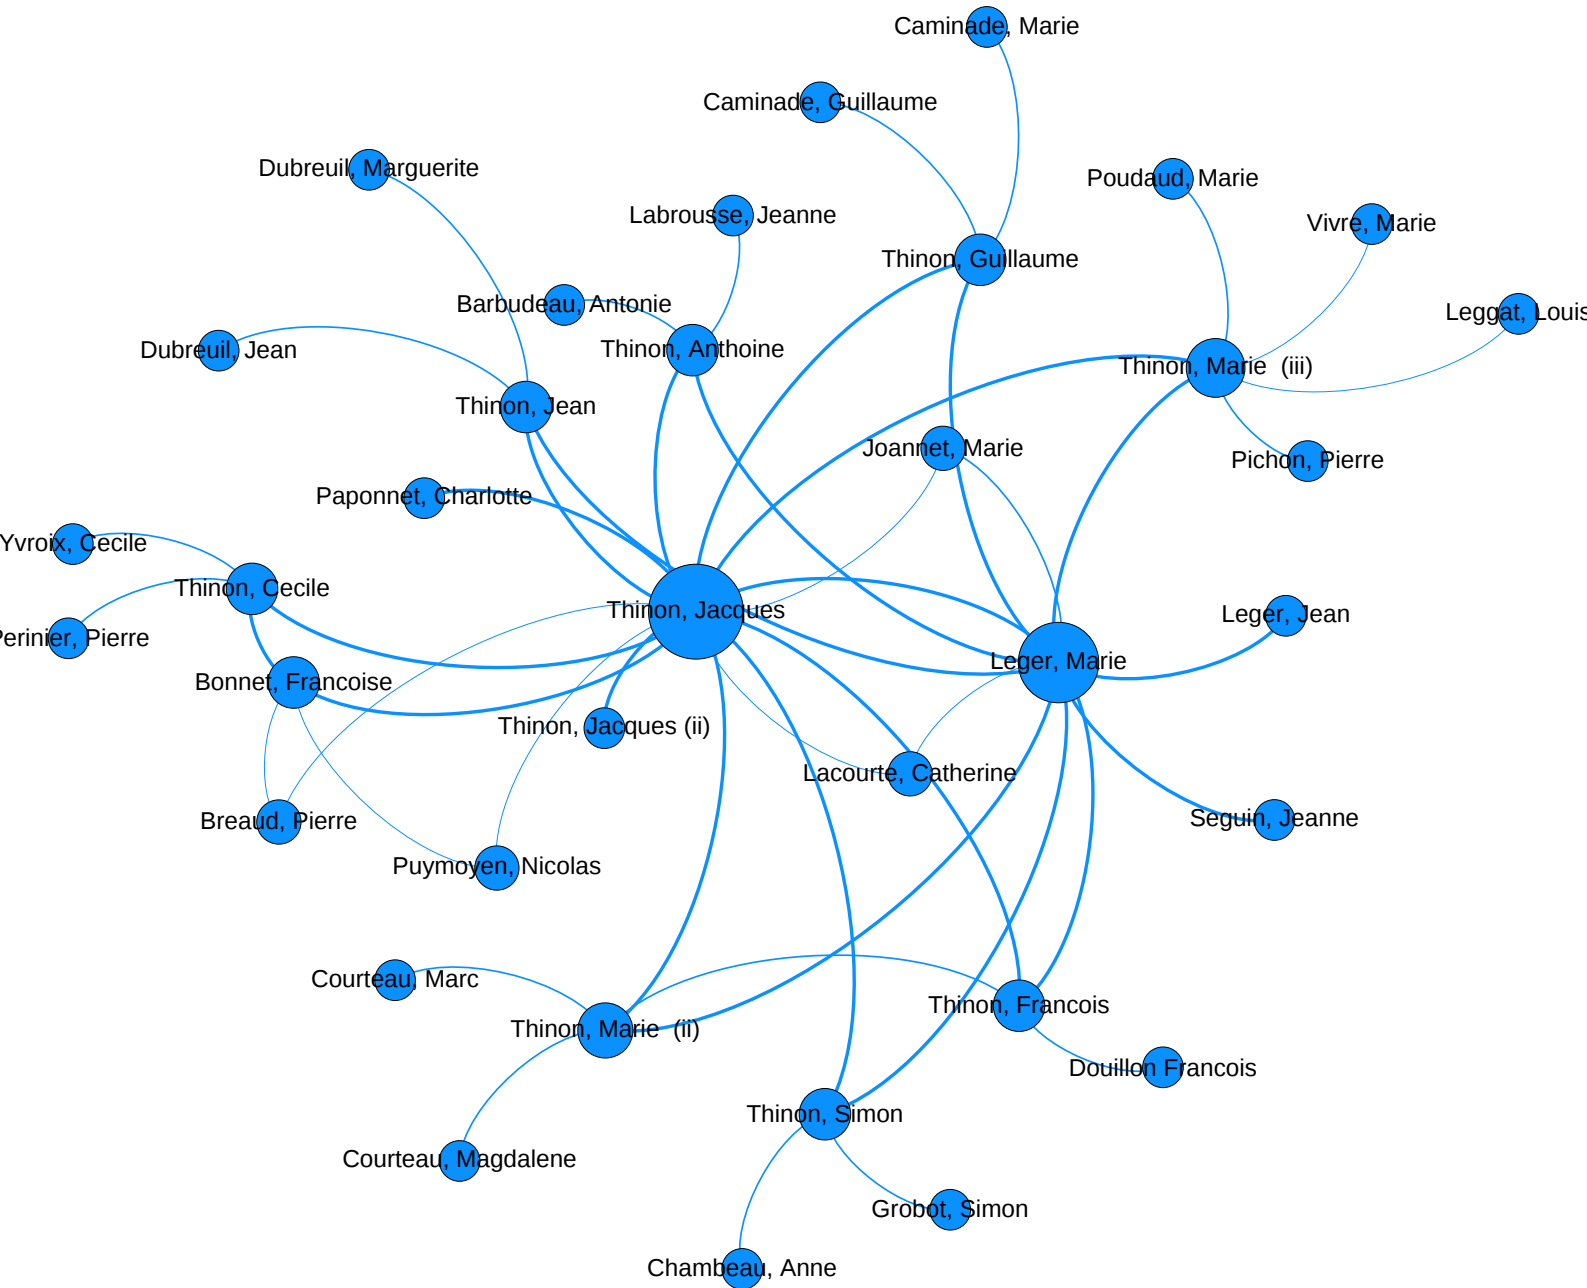 Caminade, Marie
Caminade, Guillaume
Dubreuil, Marguerite
Poudaud, Marie
Labrousse, Jeanne
Vivre, Marie
Thinon, Guillaume
Barbudeau, Antonie
Leggat, Louis
Dubreuil, Jean
Thinon, Anthoine
Thinon, Marie (iii)
Thinon, Jean
Joannet, Marie
Pichon, Pierre
Paponnet, Charlotte
Yvroix, Cecile
Thinon, Cecile
Thinon, Jacques
Leger, Jean
Perinier, Pierre
Leger, Marie
Bonnet, Francoise
Thinon, Jacques (ii)
Lacourte, Catherine
Breaud, Pierre
Seguin, Jeanne
Puymoyen, Nicolas
Courteau, Marc
Thinon, Francois
Thinon, Marie (ii)
Douillon Francois
Thinon, Simon
Courteau, Magdalene
Grobot, Simon
Chambeau, Anne